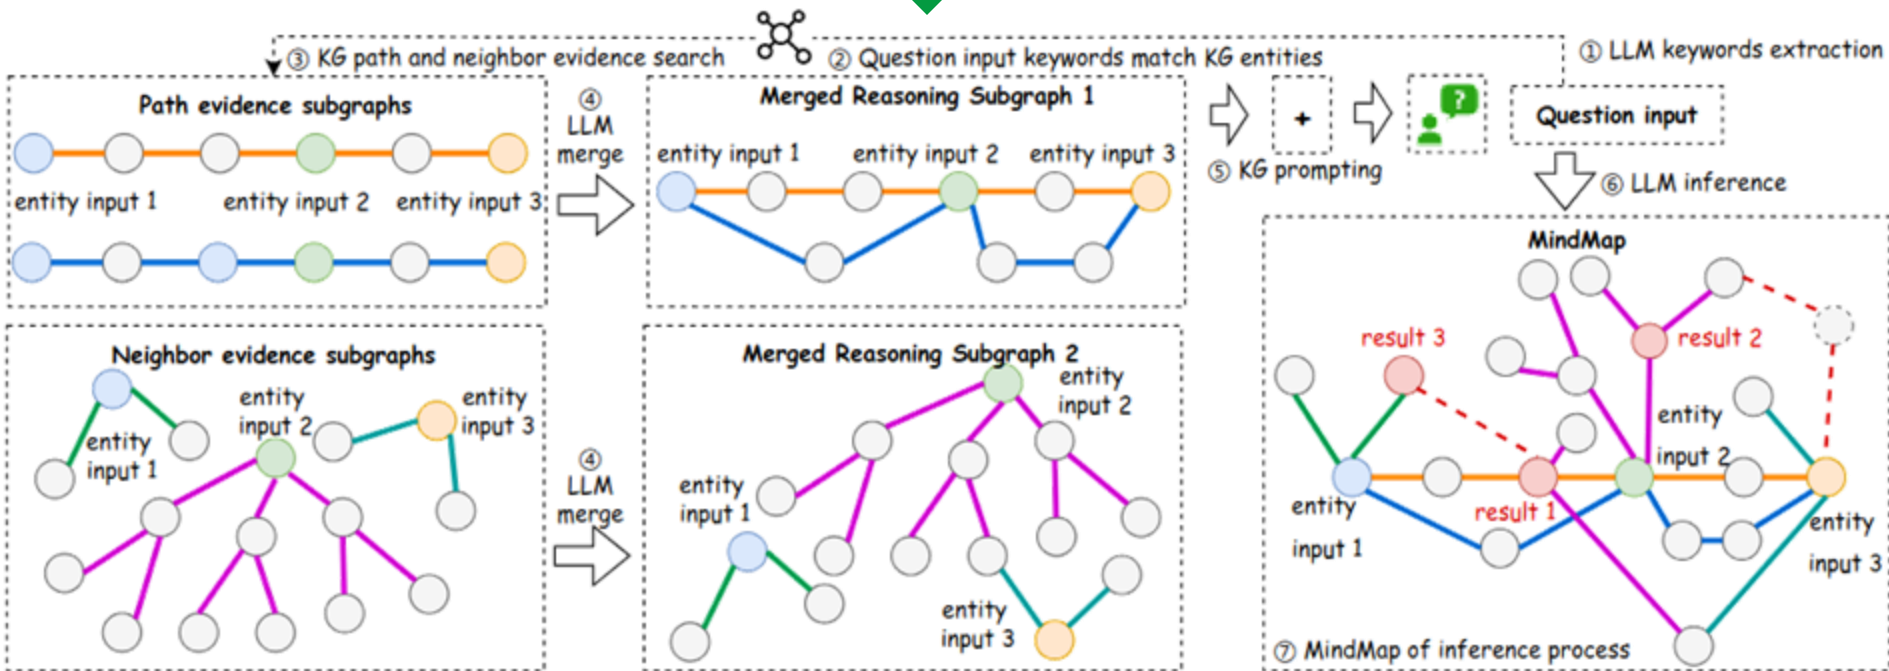 ③ KG path and neighbor evidence search
② Question input keywords match KG entities
① LLM keywords extraction
Path evidence subgraphs
entity input 1
entity input 2
entity input 3
④
LLM
merge
Merged Reasoning Subgraph 1
entity input 1
entity input 2
entity input 3
+
?
⑤ KG prompting
Question input
⑥ LLM inference
Neighbor evidence subgraphs
entity
input 1
entity
input 2
entity
input 3
④
LLM
merge
Merged Reasoning Subgraph 2
entity
input 2
entity
input 1
entity
input 3
MindMap
result 3
result 2
entity
input 2
result 1
entity
input 1
entity
input 3
⑦ MindMap of inference process